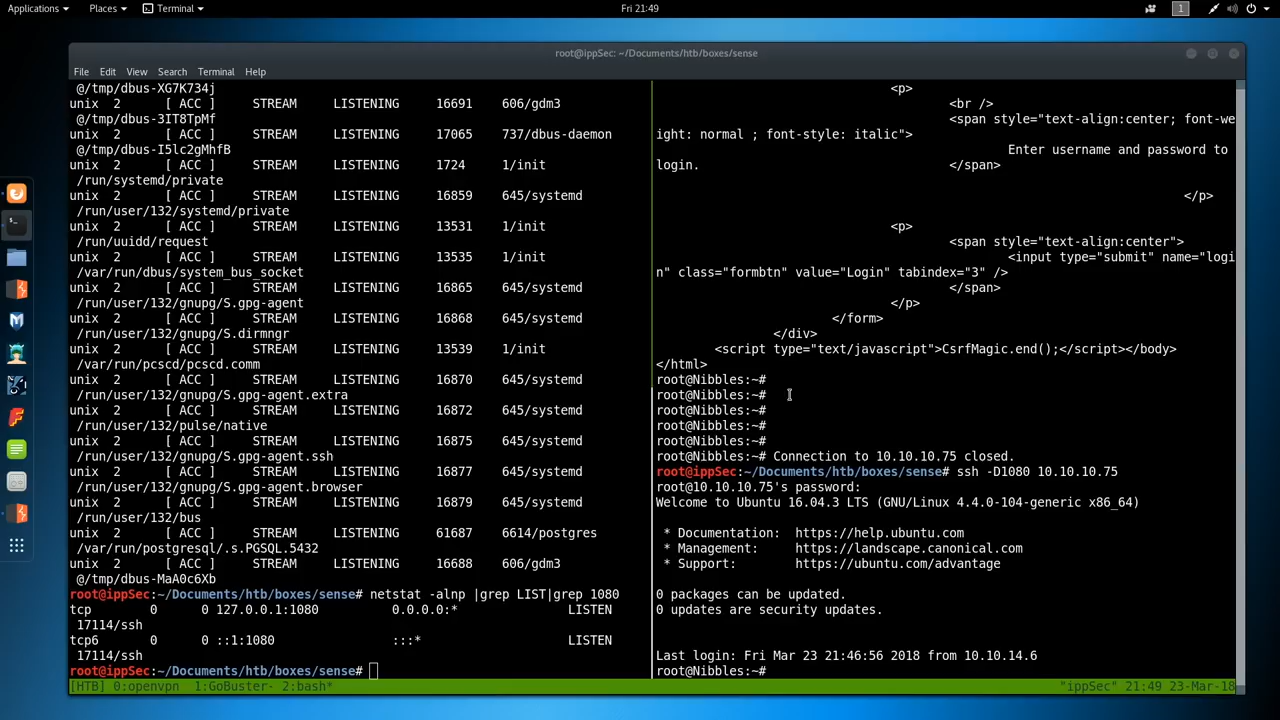 Applications Places Terminal Fri 21:49 1
root@ippSec: ~/Documents/htb/boxes/sense
File Edit View Search Terminal Help
@/tmp/dbus-XG7K734j
unix 2 [ ACC ] STREAM LISTENING 16691 606/gdm3
@/tmp/dbus-3IT8TpMf
unix 2 [ ACC ] STREAM LISTENING 17065 737/dbus-daemon
@/tmp/dbus-I5lc2gMhfB
unix 2 [ ACC ] STREAM LISTENING 1724 1/init
/run/systemd/private
unix 2 [ ACC ] STREAM LISTENING 16859 645/systemd
/run/user/132/systemd/private
unix 2 [ ACC ] STREAM LISTENING 13531 1/init
/run/uuidd/request
unix 2 [ ACC ] STREAM LISTENING 13535 1/init
/var/run/dbus/system_bus_socket
unix 2 [ ACC ] STREAM LISTENING 16865 645/systemd
/run/user/132/gnupg/S.gpg-agent
unix 2 [ ACC ] STREAM LISTENING 16868 645/systemd
/run/user/132/gnupg/S.dirmngr
unix 2 [ ACC ] STREAM LISTENING 13539 1/init
/var/run/pcscd/pcscd.comm
unix 2 [ ACC ] STREAM LISTENING 16870 645/systemd
/run/user/132/gnupg/S.gpg-agent.extra
unix 2 [ ACC ] STREAM LISTENING 16872 645/systemd
/run/user/132/pulse/native
unix 2 [ ACC ] STREAM LISTENING 16875 645/systemd
/run/user/132/gnupg/S.gpg-agent.ssh
unix 2 [ ACC ] STREAM LISTENING 16877 645/systemd
/run/user/132/gnupg/S.gpg-agent.browser
unix 2 [ ACC ] STREAM LISTENING 16879 645/systemd
/run/user/132/bus
unix 2 [ ACC ] STREAM LISTENING 61687 6614/postgres
/var/run/postgresql/.s.PGSQL.5432
unix 2 [ ACC ] STREAM LISTENING 16688 606/gdm3
@/tmp/dbus-MaA0c6Xb
root@ippSec:~/Documents/htb/boxes/sense# netstat -alnp |grep LIST|grep 1080
tcp 0 0 127.0.0.1:1080 0.0.0.0:* LISTEN
17114/ssh
tcp6 0 0 ::1:1080 :::* LISTEN
17114/ssh
root@ippSec:~/Documents/htb/boxes/sense#
<p>
<br />
<span style="text-align:center; font-we
ight: normal ; font-style: italic">
Enter username and password to
login. </span>
</p>
<p>
<span style="text-align:center">
<input type="submit" name="logi
n" class="formbtn" value="Login" tabindex="3" />
</span>
</p>
</form>
</div>
<script type="text/javascript">CsrfMagic.end();</script></body>
</html>
root@Nibbles:~#
root@Nibbles:~#
root@Nibbles:~#
root@Nibbles:~#
root@Nibbles:~#
root@Nibbles:~# Connection to 10.10.10.75 closed.
root@ippSec:~/Documents/htb/boxes/sense# ssh -D1080 10.10.10.75
root@10.10.10.75's password:
Welcome to Ubuntu 16.04.3 LTS (GNU/Linux 4.4.0-104-generic x86_64)
* Documentation: https://help.ubuntu.com
* Management: https://landscape.canonical.com
* Support: https://ubuntu.com/advantage
0 packages can be updated.
0 updates are security updates.
Last login: Fri Mar 23 21:46:56 2018 from 10.10.14.6
root@Nibbles:~#
[HTB] 0:openvpn 1:GoBuster- 2:bash* "ippSec" 21:49 23-Mar-18